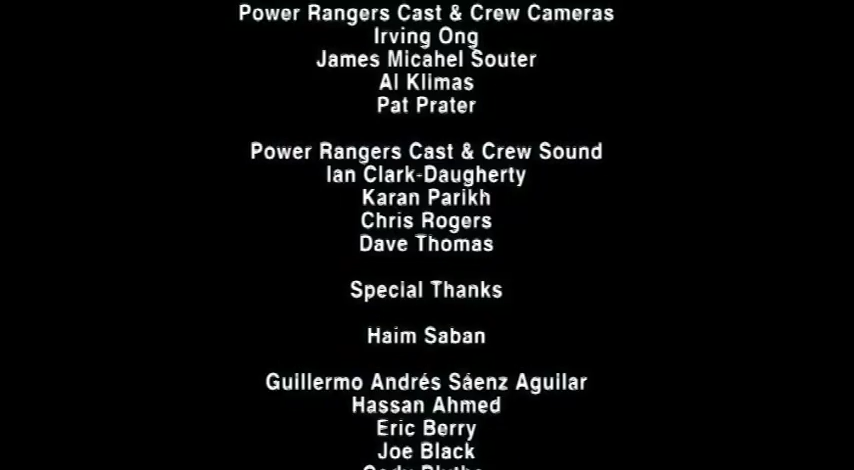 Power Rangers Cast & Crew Cameras
Irving Ong
James Micahel Souter
Al Klimas
Pat Prater
Power Rangers Cast & Crew Sound
Ian Clark-Daugherty
Karan Parikh
Chris Rogers
Dave Thomas
Special Thanks
Haim Saban
Guillermo Andrés Sáenz Aguilar
Hassan Ahmed
Eric Berry
Joe Black